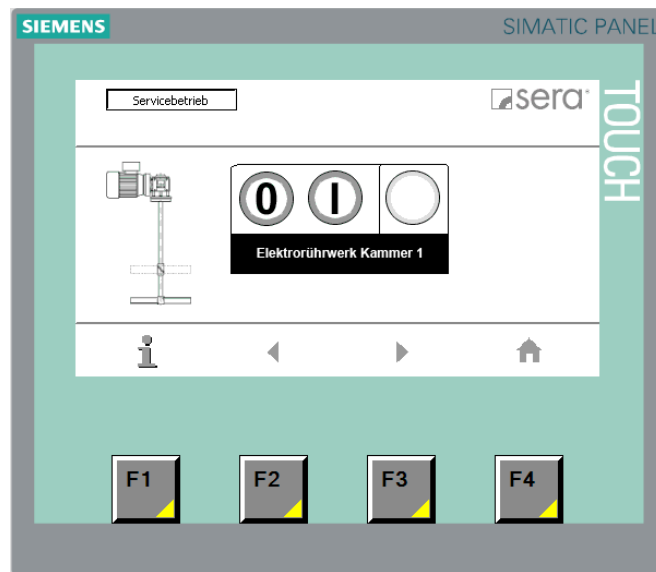 SIEMENS
SIMATIC PANEL
TOUCH
Servicebetrieb
sera
0 I
Elektrorührwerk Kammer 1
i
F1 F2 F3 F4